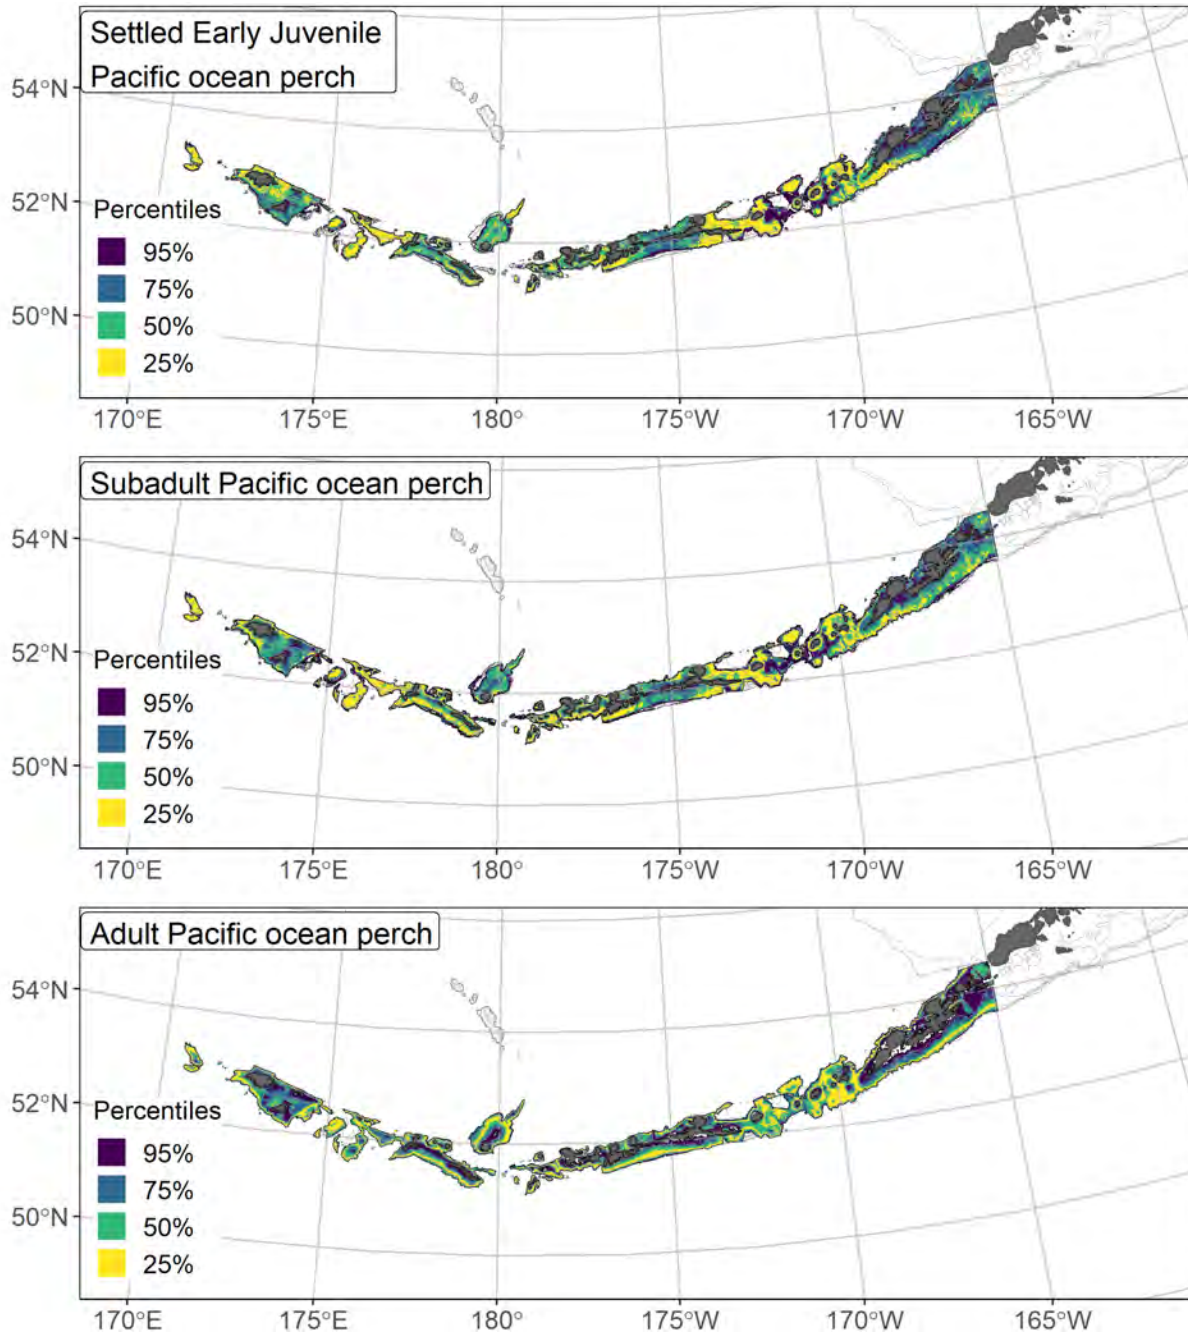 Settled Early Juvenile
Pacific ocean perch
54°N
52°N
50°N
Percentiles
95%
75%
50%
25%
170°E 175°E 180° 175°W 170°W 165°W
Subadult Pacific ocean perch
54°N
52°N
50°N
Percentiles
95%
75%
50%
25%
170°E 175°E 180° 175°W 170°W 165°W
Adult Pacific ocean perch
54°N
52°N
50°N
Percentiles
95%
75%
50%
25%
170°E 175°E 180° 175°W 170°W 165°W